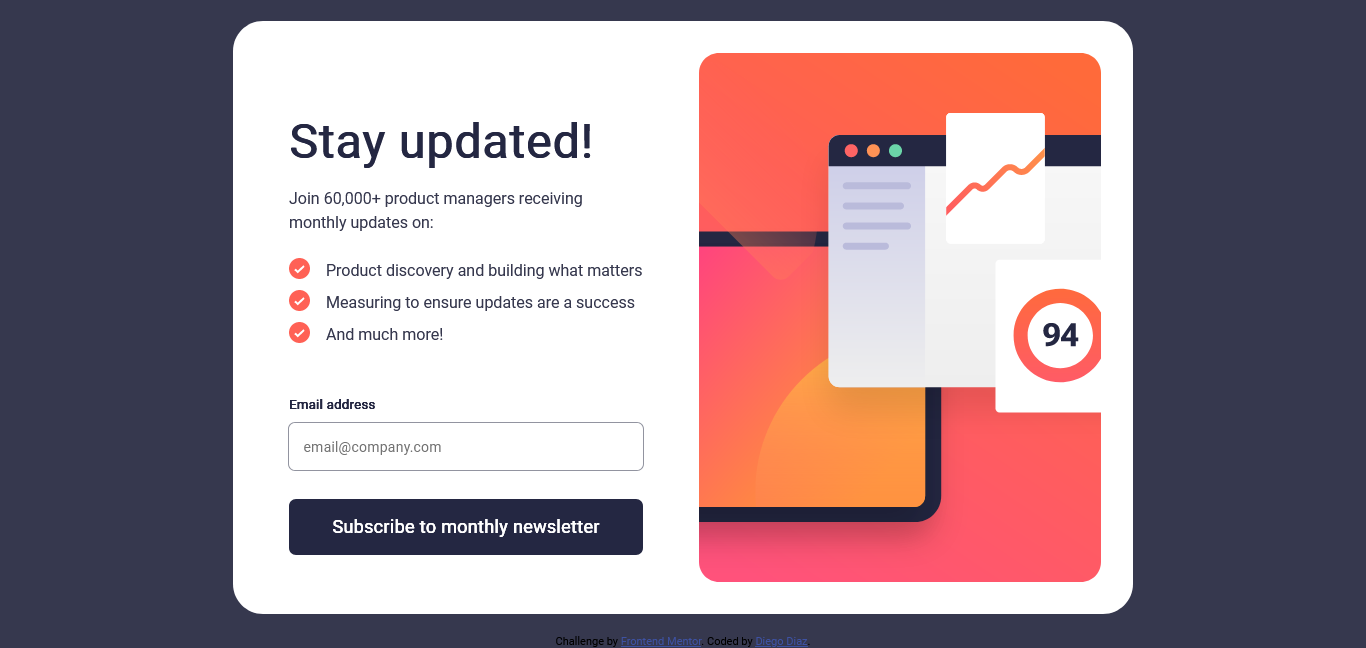 Stay updated!
Join 60,000+ product managers receiving
monthly updates on:
Product discovery and building what matters
Measuring to ensure updates are a success
And much more!
Email address
email@company.com
Subscribe to monthly newsletter
94
Challenge by Frontend Mentor. Coded by Diego Diaz.